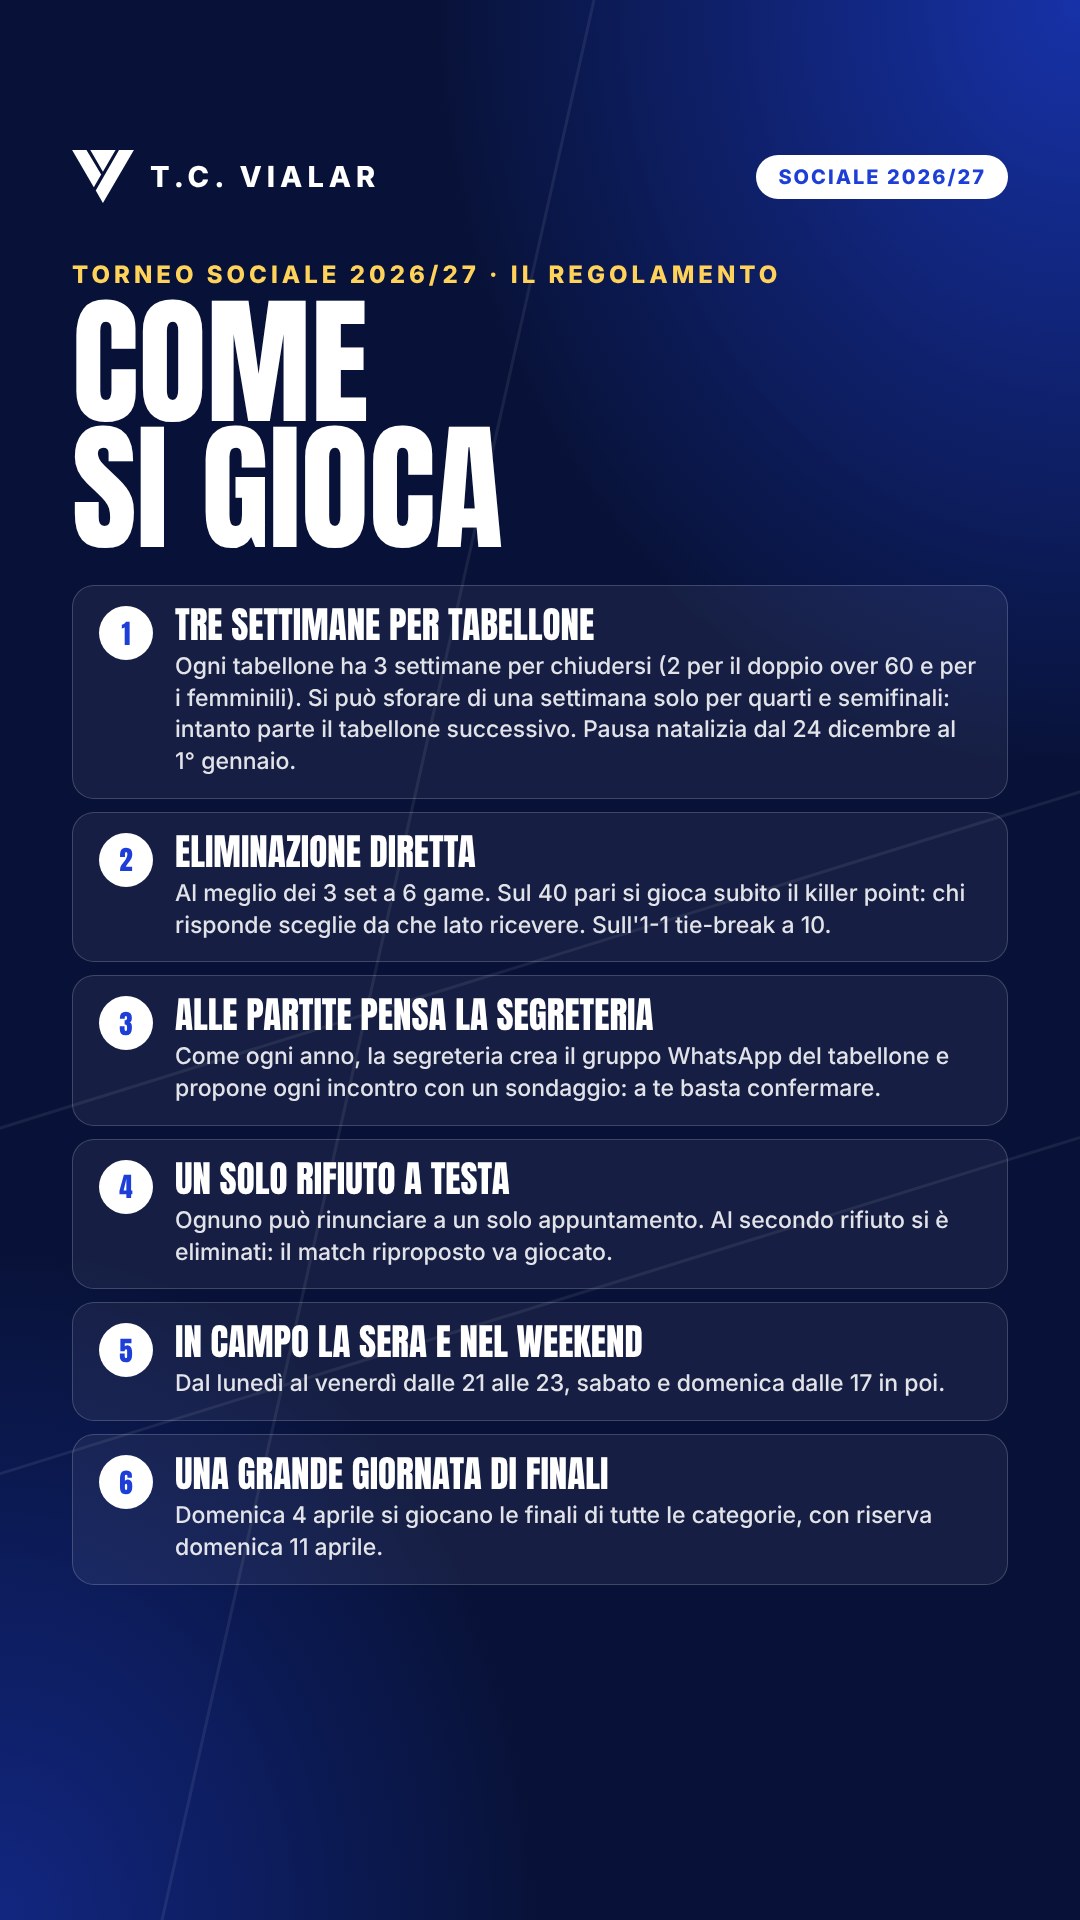 T.C. VIALAR
SOCIALE 2026/27
TORNEO SOCIALE 2026/27 · IL REGOLAMENTO
COME
SI GIOCA
1
TRE SETTIMANE PER TABELLONE
Ogni tabellone ha 3 settimane per chiudersi (2 per il doppio over 60 e per
i femminili). Si può sforare di una settimana solo per quarti e semifinali:
intanto parte il tabellone successivo. Pausa natalizia dal 24 dicembre al
1° gennaio.
2
ELIMINAZIONE DIRETTA
Al meglio dei 3 set a 6 game. Sul 40 pari si gioca subito il killer point: chi
risponde sceglie da che lato ricevere. Sull'1-1 tie-break a 10.
3
ALLE PARTITE PENSA LA SEGRETERIA
Come ogni anno, la segreteria crea il gruppo WhatsApp del tabellone e
propone ogni incontro con un sondaggio: a te basta confermare.
4
UN SOLO RIFIUTO A TESTA
Ognuno può rinunciare a un solo appuntamento. Al secondo rifiuto si è
eliminati: il match riproposto va giocato.
5
IN CAMPO LA SERA E NEL WEEKEND
Dal lunedì al venerdì dalle 21 alle 23, sabato e domenica dalle 17 in poi.
6
UNA GRANDE GIORNATA DI FINALI
Domenica 4 aprile si giocano le finali di tutte le categorie, con riserva
domenica 11 aprile.